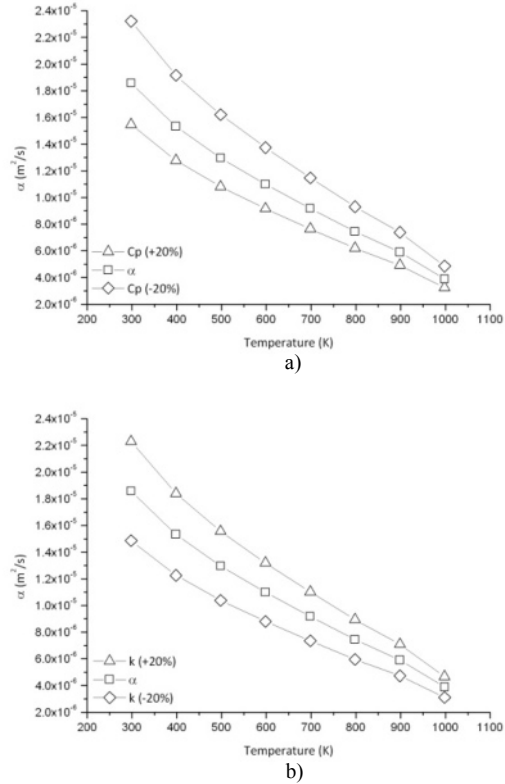 2.4x10⁻⁵
2.2x10⁻⁵
2.0x10⁻⁵
1.8x10⁻⁵
1.6x10⁻⁵
1.4x10⁻⁵
1.2x10⁻⁵
1.0x10⁻⁵
8.0x10⁻⁶
6.0x10⁻⁶
4.0x10⁻⁶
2.0x10⁻⁶
α (m²/s)
Cp (+20%)
α
Cp (-20%)
200 300 400 500 600 700 800 900 1000 1100
Temperature (K)
a)
2.4x10⁻⁵
2.2x10⁻⁵
2.0x10⁻⁵
1.8x10⁻⁵
1.6x10⁻⁵
1.4x10⁻⁵
1.2x10⁻⁵
1.0x10⁻⁵
8.0x10⁻⁶
6.0x10⁻⁶
4.0x10⁻⁶
2.0x10⁻⁶
α (m²/s)
k (+20%)
α
k (-20%)
200 300 400 500 600 700 800 900 1000 1100
Temperature (K)
b)